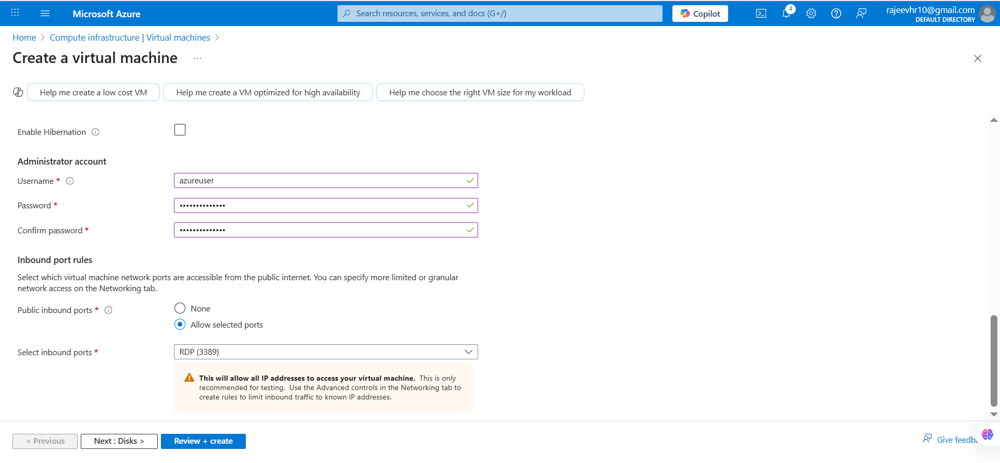 Microsoft Azure
Search resources, services, and docs (G+/)
Copilot
4
rajeevhr10@gmail.com
DEFAULT DIRECTORY
Home > Compute infrastructure | Virtual machines >
Create a virtual machine ...
Help me create a low cost VM
Help me create a VM optimized for high availability
Help me choose the right VM size for my workload
Enable Hibernation
Administrator account
Username *
azureuser
Password *
••••••••••••••
Confirm password *
••••••••••••••
Inbound port rules
Select which virtual machine network ports are accessible from the public internet. You can specify more limited or granular
network access on the Networking tab.
Public inbound ports *
None
Allow selected ports
Select inbound ports *
RDP (3389)
This will allow all IP addresses to access your virtual machine. This is only
recommended for testing. Use the Advanced controls in the Networking tab to
create rules to limit inbound traffic to known IP addresses.
< Previous
Next : Disks >
Review + create
Give feedba